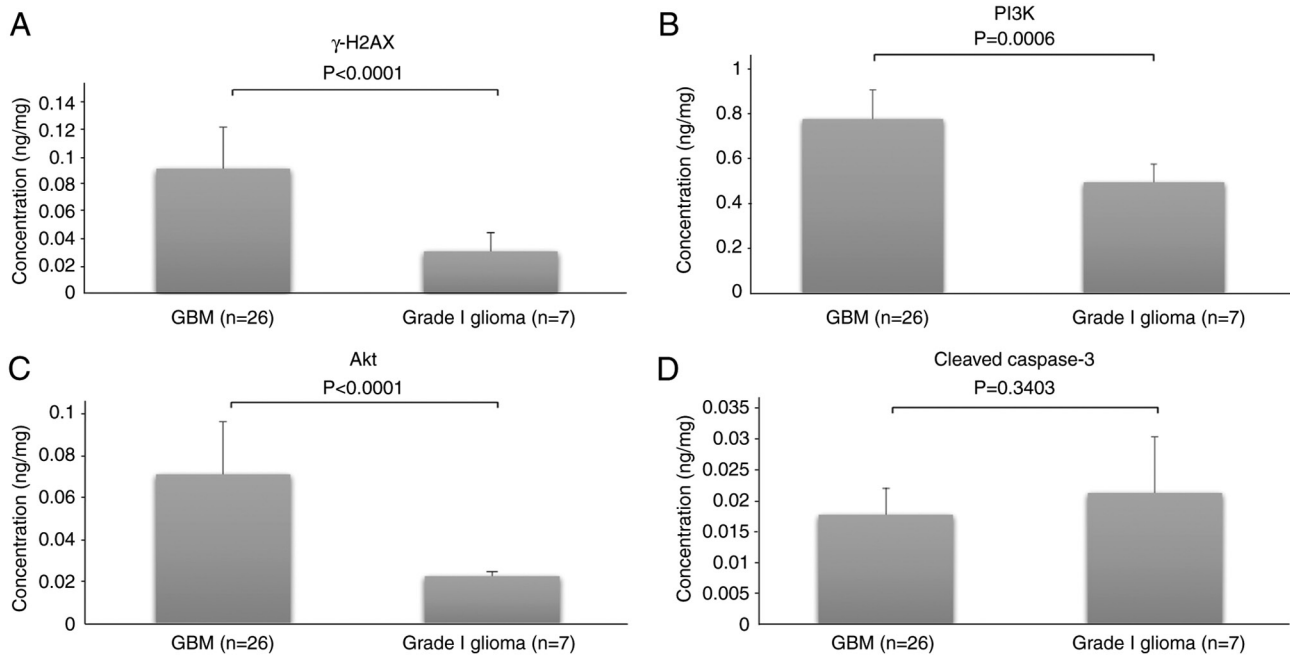 A
γ-H2AX
P<0.0001
Concentration (ng/mg)
0.14
0.12
0.1
0.08
0.06
0.04
0.02
0
GBM (n=26)
Grade I glioma (n=7)
B
PI3K
P=0.0006
Concentration (ng/mg)
1
0.8
0.6
0.4
0.2
0
GBM (n=26)
Grade I glioma (n=7)
C
Akt
P<0.0001
Concentration (ng/mg)
0.1
0.08
0.06
0.04
0.02
0
GBM (n=26)
Grade I glioma (n=7)
D
Cleaved caspase-3
P=0.3403
Concentration (ng/mg)
0.035
0.03
0.025
0.02
0.015
0.01
0.005
0
GBM (n=26)
Grade I glioma (n=7)